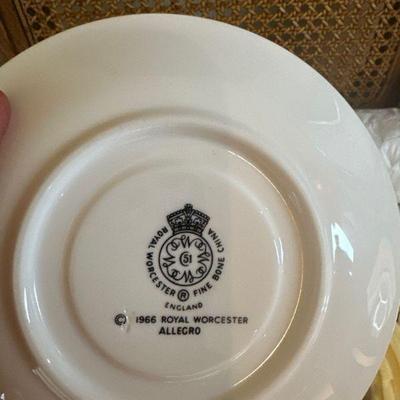 ROYAL WORCESTER ® FINE BONE CHINA
51
ENGLAND
© 1966 ROYAL WORCESTER
ALLEGRO